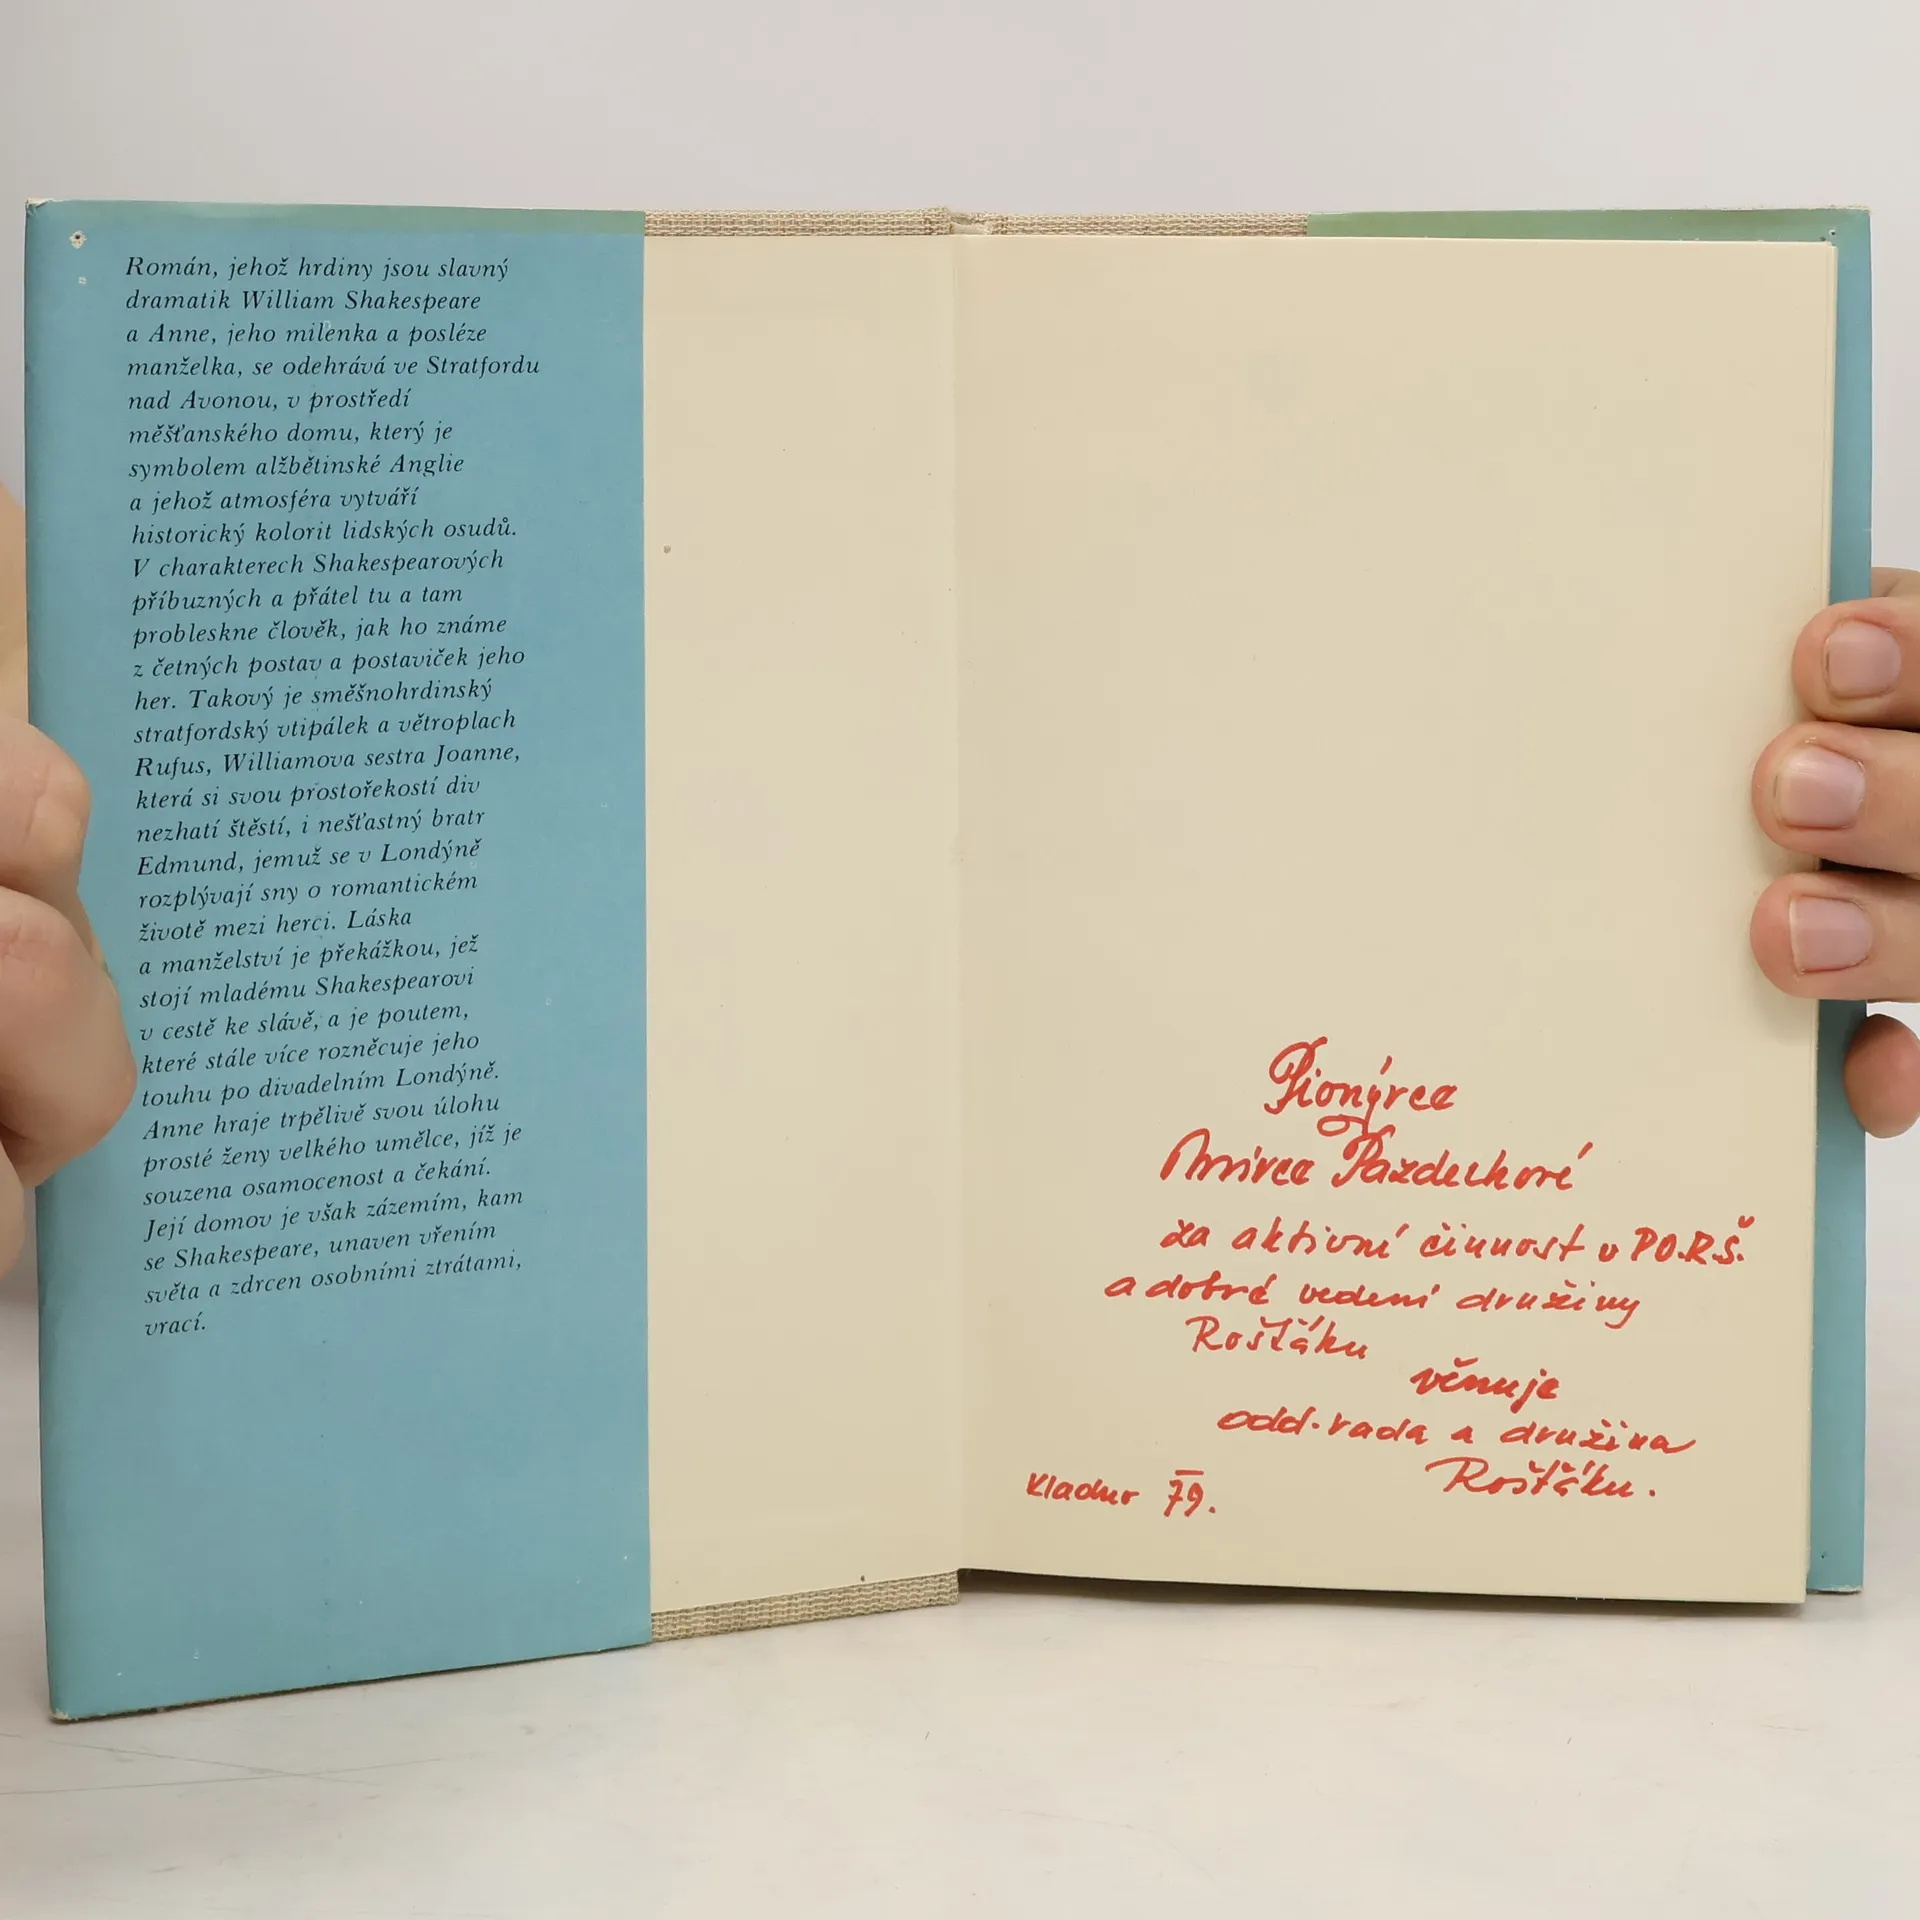 Román, jehož hrdiny jsou slavný
dramatik William Shakespeare
a Anne, jeho milenka a posléze
manželka, se odehrává ve Stratfordu
nad Avonou, v prostředí
měšťanského domu, který je
symbolem alžbětinské Anglie
a jehož atmosféra vytváří
historický kolorit lidských osudů.
V charakterech Shakespearových
příbuzných a přátel tu a tam
probleskne člověk, jak ho známe
z četných postav a postaviček jeho
her. Takový je směšnohrdinský
stratfordský vtipálek a větroplach
Rufus, Williamova sestra Joanne,
která si svou prostořekostí div
nezhatí štěstí, i nešťastný bratr
Edmund, jemuž se v Londýně
rozplývají sny o romantickém
životě mezi herci. Láska
a manželství je překážkou, jež
stojí mladému Shakespearovi
v cestě ke slávě, a je poutem,
které stále více rozněcuje jeho
touhu po divadelním Londýně.
Anne hraje trpělivě svou úlohu
prosté ženy velkého umělce, jíž je
souzena osamocenost a čekání.
Její domov je však zázemím, kam
se Shakespeare, unaven vřením
světa a zdrcen osobními ztrátami,
vrací.
Pionýrce
Mirce Pazderkové
za aktivní činnost v PO.R.Š.
a dobré vedení družiny
Rošťáku
věnuje
odd. rada a družina
Rošťáku.
Kladno 79.